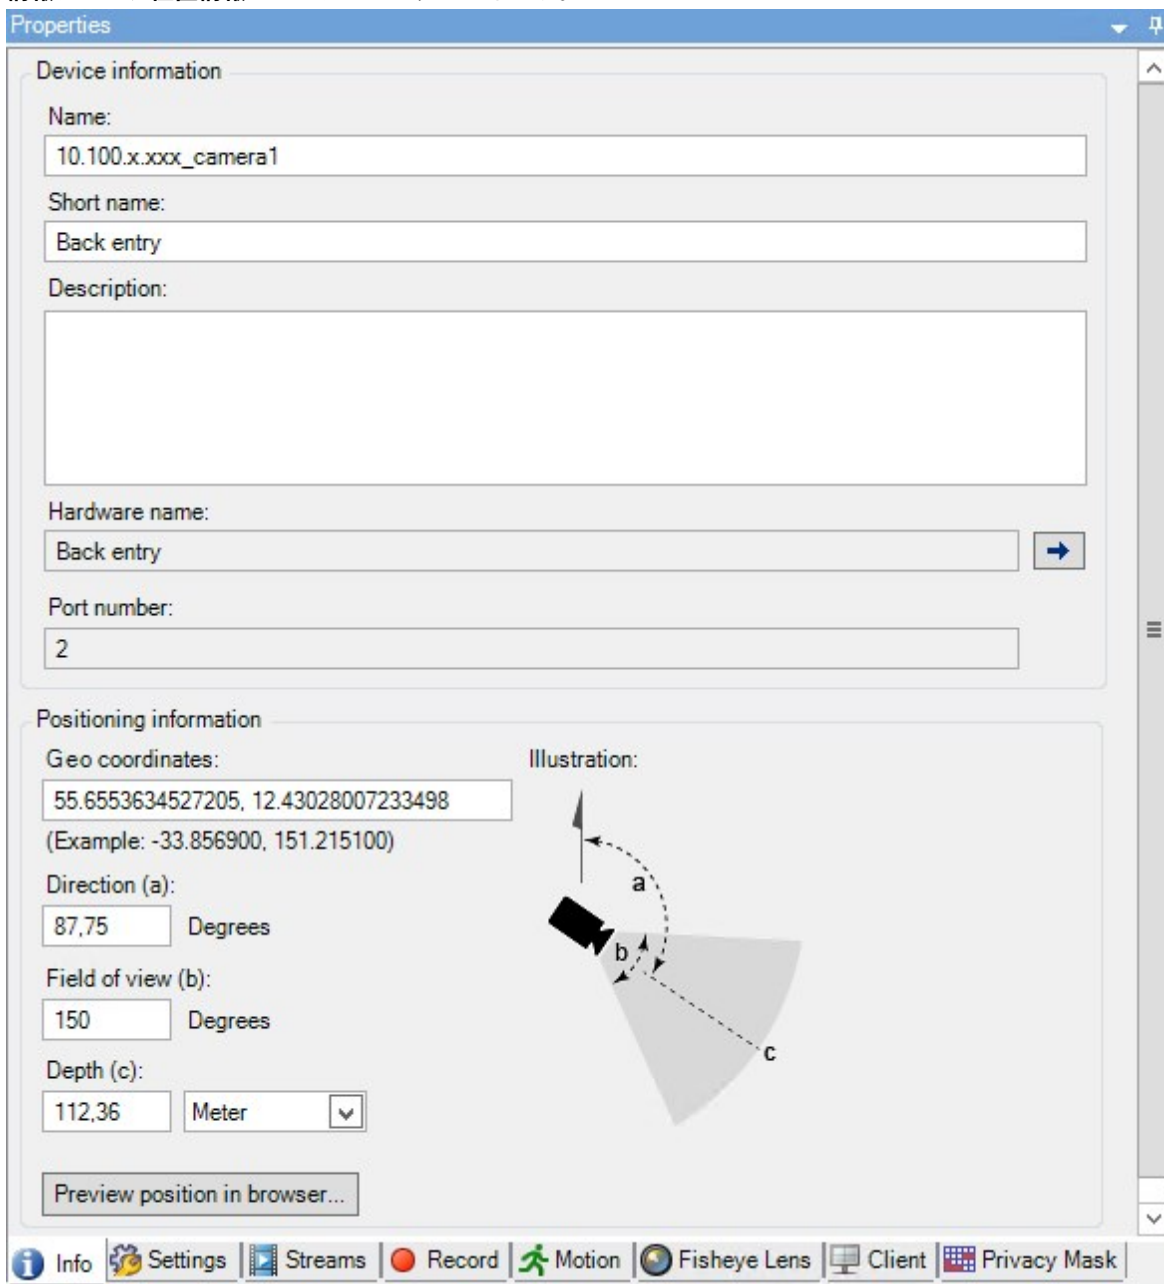 Properties
Device information
Name:
10.100.x.xxx_camera1
Short name:
Back entry
Description:
Hardware name:
Back entry
Port number:
2
Positioning information
Geo coordinates:
Illustration:
55.6553634527205, 12.43028007233498
(Example: -33.856900, 151.215100)
Direction (a):
a
87,75 Degrees
b
Field of view (b):
150 Degrees
c
Depth (c):
112,36 Meter
Preview position in browser...
Info Settings Streams Record Motion Fisheye Lens Client Privacy Mask